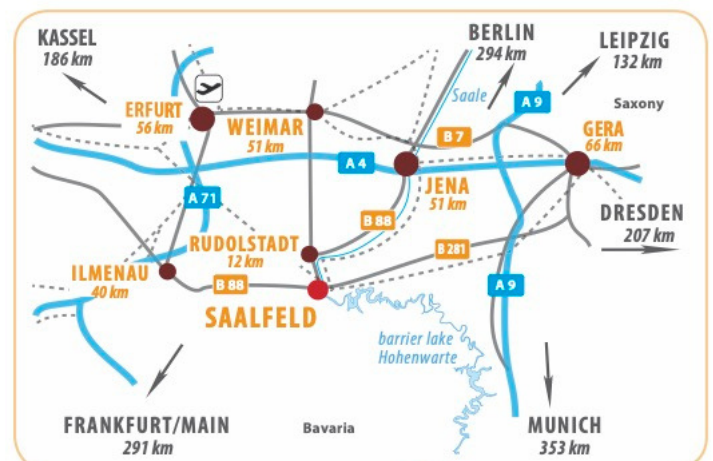 KASSEL
186 km
BERLIN
294 km
LEIPZIG
132 km
Saale
A 9
Saxony
ERFURT
56 km
WEIMAR
51 km
B 7
GERA
66 km
A 4
JENA
51 km
A 71
B 88
DRESDEN
207 km
RUDOLSTADT
12 km
B 281
ILMENAU
40 km
B 88
A 9
SAALFELD
barrier lake
Hohenwarte
FRANKFURT/MAIN
291 km
Bavaria
MUNICH
353 km